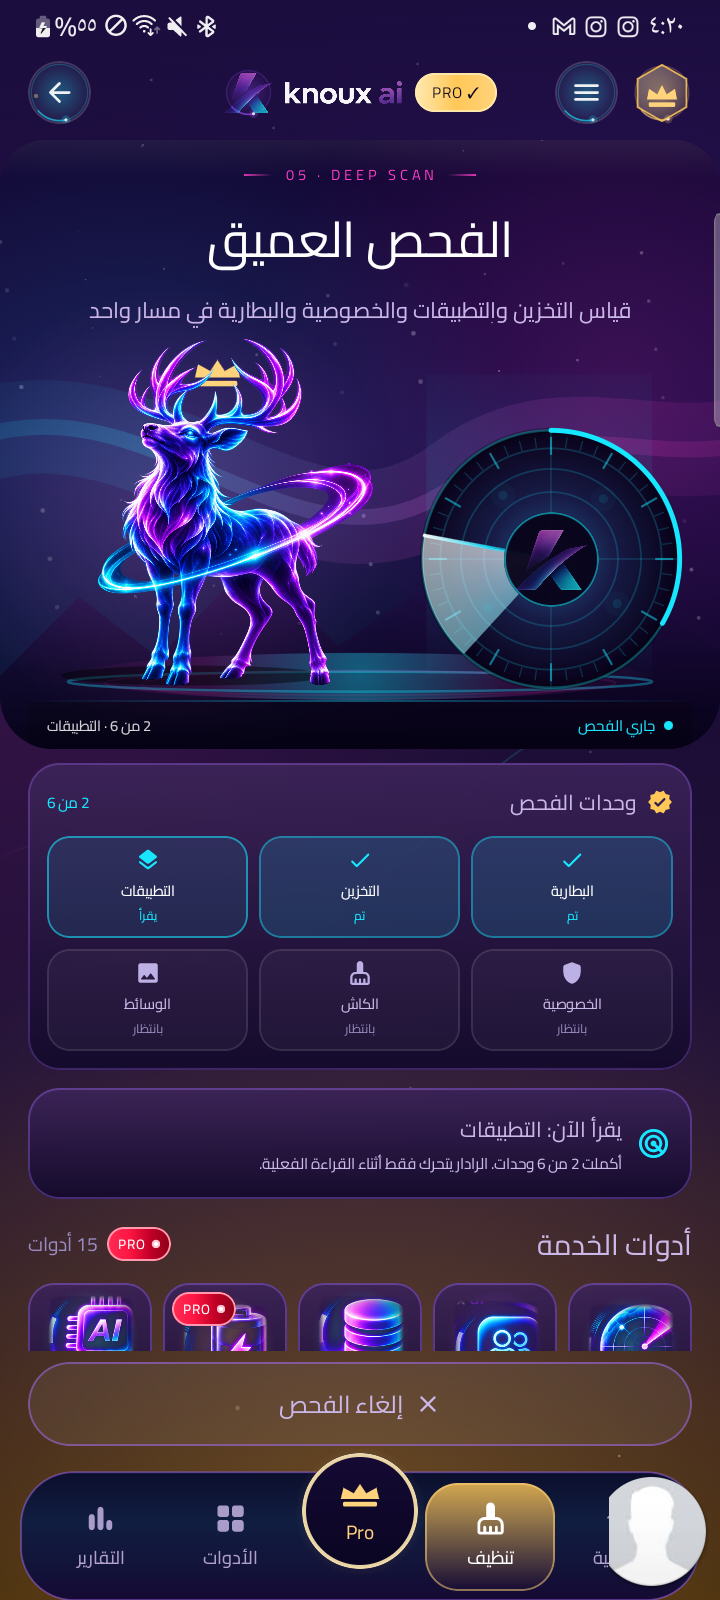 ٤:٢٠
%٥٥
knoux ai
PRO ✓
05 · DEEP SCAN
الفحص العميق
قياس التخزين والتطبيقات والخصوصية والبطارية في مسار واحد
جاري الفحص
2 من 6 · التطبيقات
وحدات الفحص
2 من 6
البطارية
تم
التخزين
تم
التطبيقات
يقرأ
الخصوصية
بانتظار
الكاش
بانتظار
الوسائط
بانتظار
يقرأ الآن: التطبيقات
أكملت 2 من 6 وحدات. الرادار يتحرك فقط أثناء القراءة الفعلية.
أدوات الخدمة
PRO
15 أدوات
PRO
AI
إلغاء الفحص
تنظيف
Pro
الأدوات
التقارير